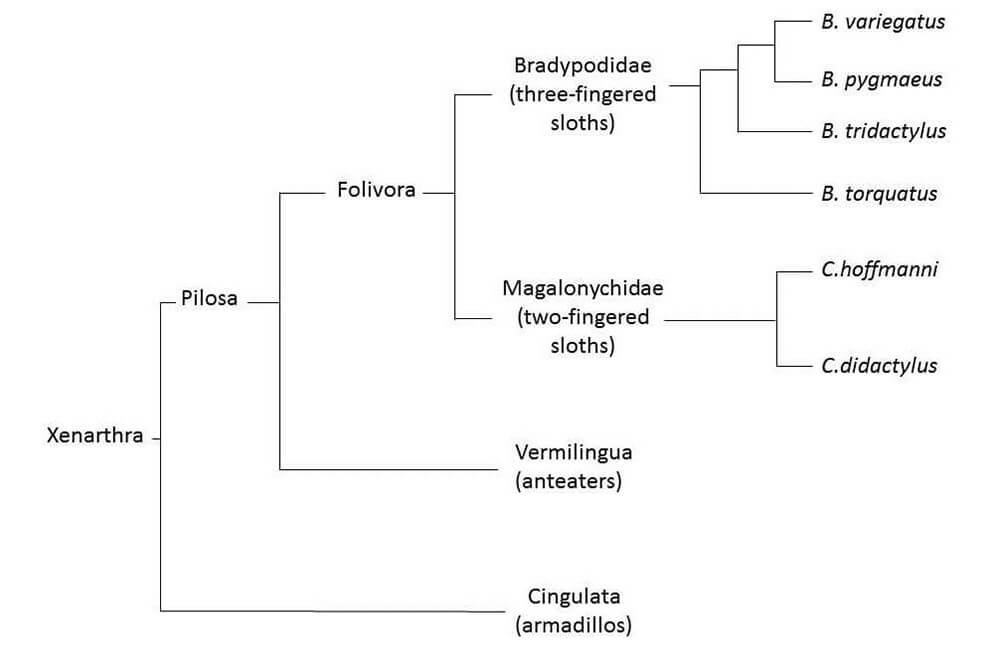 B. variegatus
Bradypodidae
(three-fingered
sloths)
B. pygmaeus
B. tridactylus
Folivora
B. torquatus
C.hoffmanni
Magalonychidae
(two-fingered
sloths)
Pilosa
C.didactylus
Xenarthra
Vermilingua
(anteaters)
Cingulata
(armadillos)